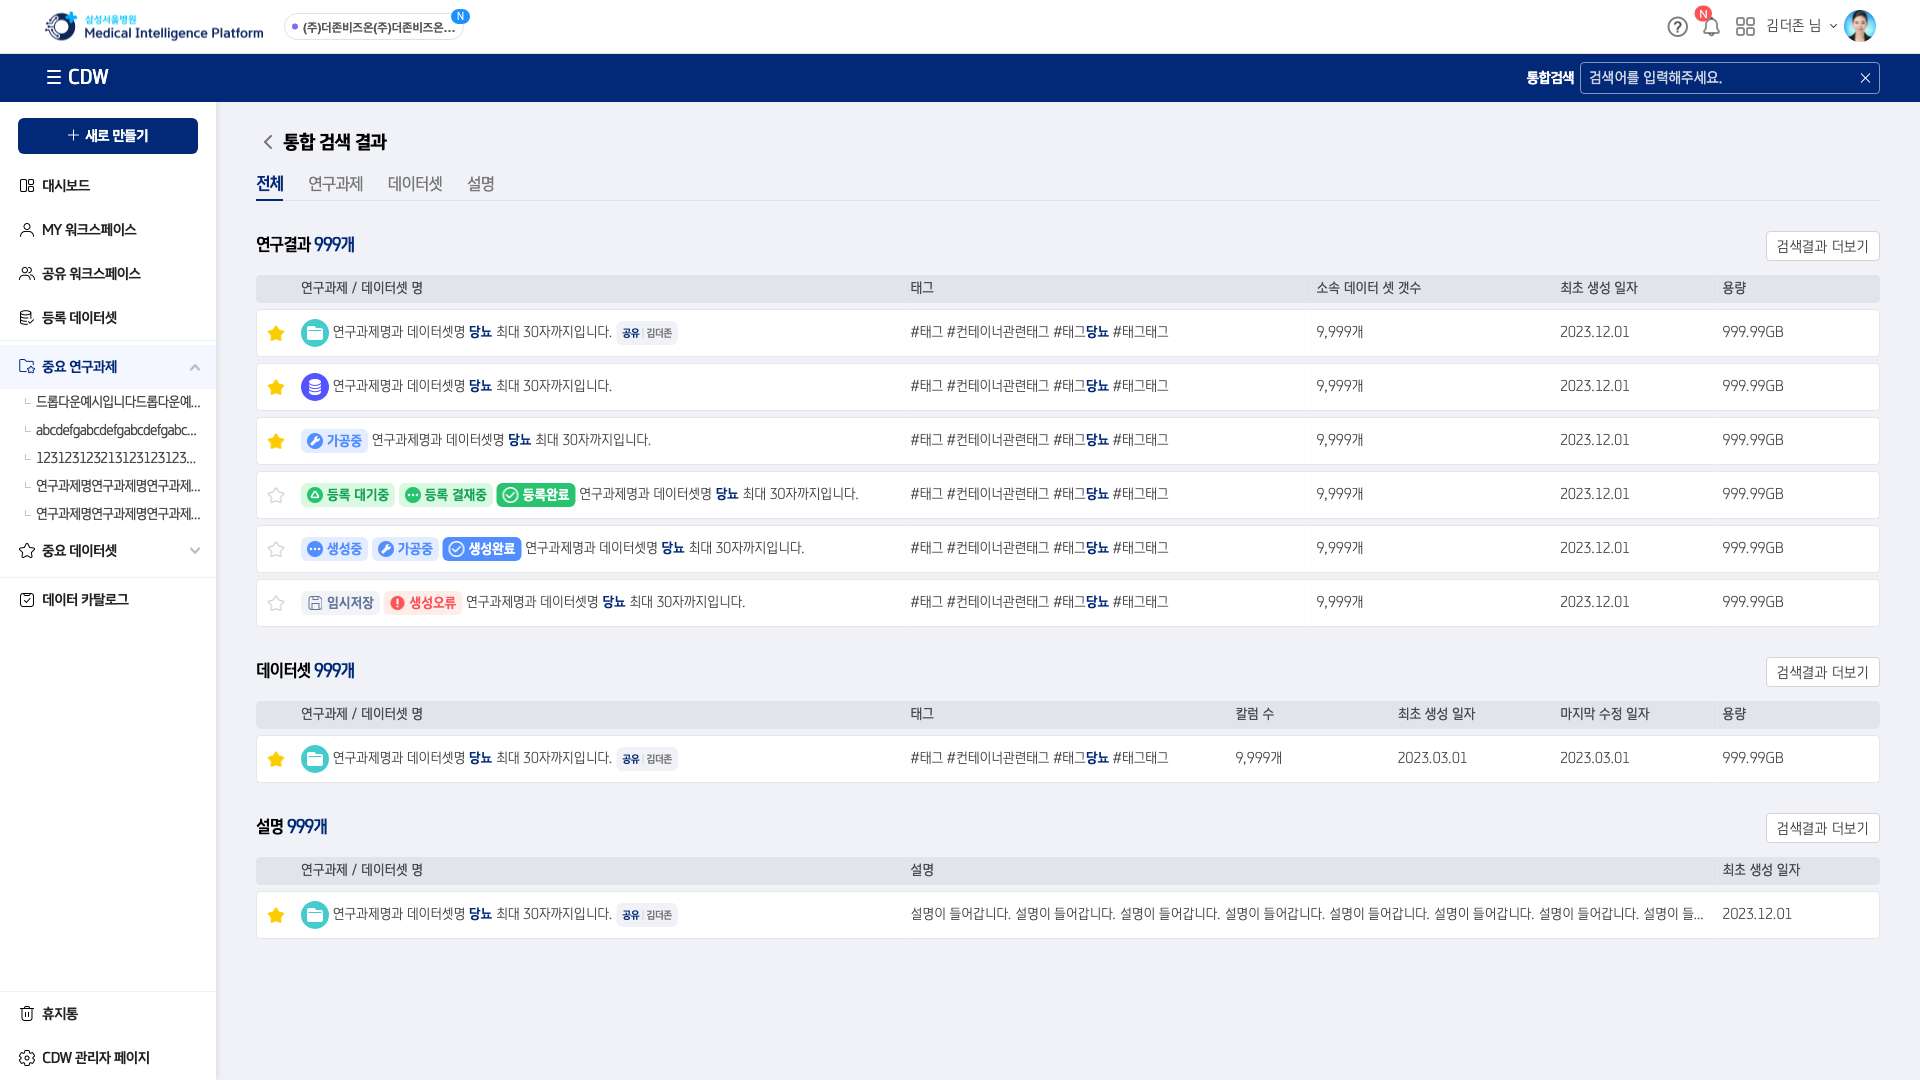 삼성서울병원
Medical Intelligence Platform
(주)더존비즈온(주)더존비즈온...
N
N
김더존 님
CDW
통합검색
검색어를 입력해주세요.
새로 만들기
대시보드
MY 워크스페이스
공유 워크스페이스
등록 데이터셋
중요 연구과제
드롭다운예시입니다드롭다운예...
abcdefgabcdefgabcdefgabc...
123123123213123123123...
연구과제명연구과제명연구과제...
연구과제명연구과제명연구과제...
중요 데이터셋
데이터 카탈로그
휴지통
CDW 관리자 페이지
통합 검색 결과
전체 연구과제 데이터셋 설명
연구결과 999개
검색결과 더보기
연구과제 / 데이터셋 명 태그 소속 데이터 셋 갯수 최초 생성 일자 용량
연구과제명과 데이터셋명 당뇨 최대 30자까지입니다. 공유 김더존 #태그 #컨테이너관련태그 #태그당뇨 #태그태그 9,999개 2023.12.01 999.99GB
연구과제명과 데이터셋명 당뇨 최대 30자까지입니다. #태그 #컨테이너관련태그 #태그당뇨 #태그태그 9,999개 2023.12.01 999.99GB
가공중 연구과제명과 데이터셋명 당뇨 최대 30자까지입니다. #태그 #컨테이너관련태그 #태그당뇨 #태그태그 9,999개 2023.12.01 999.99GB
등록 대기중 등록 결재중 등록완료 연구과제명과 데이터셋명 당뇨 최대 30자까지입니다. #태그 #컨테이너관련태그 #태그당뇨 #태그태그 9,999개 2023.12.01 999.99GB
생성중 가공중 생성완료 연구과제명과 데이터셋명 당뇨 최대 30자까지입니다. #태그 #컨테이너관련태그 #태그당뇨 #태그태그 9,999개 2023.12.01 999.99GB
임시저장 생성오류 연구과제명과 데이터셋명 당뇨 최대 30자까지입니다. #태그 #컨테이너관련태그 #태그당뇨 #태그태그 9,999개 2023.12.01 999.99GB
데이터셋 999개
검색결과 더보기
연구과제 / 데이터셋 명 태그 칼럼 수 최초 생성 일자 마지막 수정 일자 용량
연구과제명과 데이터셋명 당뇨 최대 30자까지입니다. 공유 김더존 #태그 #컨테이너관련태그 #태그당뇨 #태그태그 9,999개 2023.03.01 2023.03.01 999.99GB
설명 999개
검색결과 더보기
연구과제 / 데이터셋 명 설명 최초 생성 일자
연구과제명과 데이터셋명 당뇨 최대 30자까지입니다. 공유 김더존 설명이 들어갑니다. 설명이 들어갑니다. 설명이 들어갑니다. 설명이 들어갑니다. 설명이 들어갑니다. 설명이 들어갑니다. 설명이 들어갑니다. 설명이 들... 2023.12.01